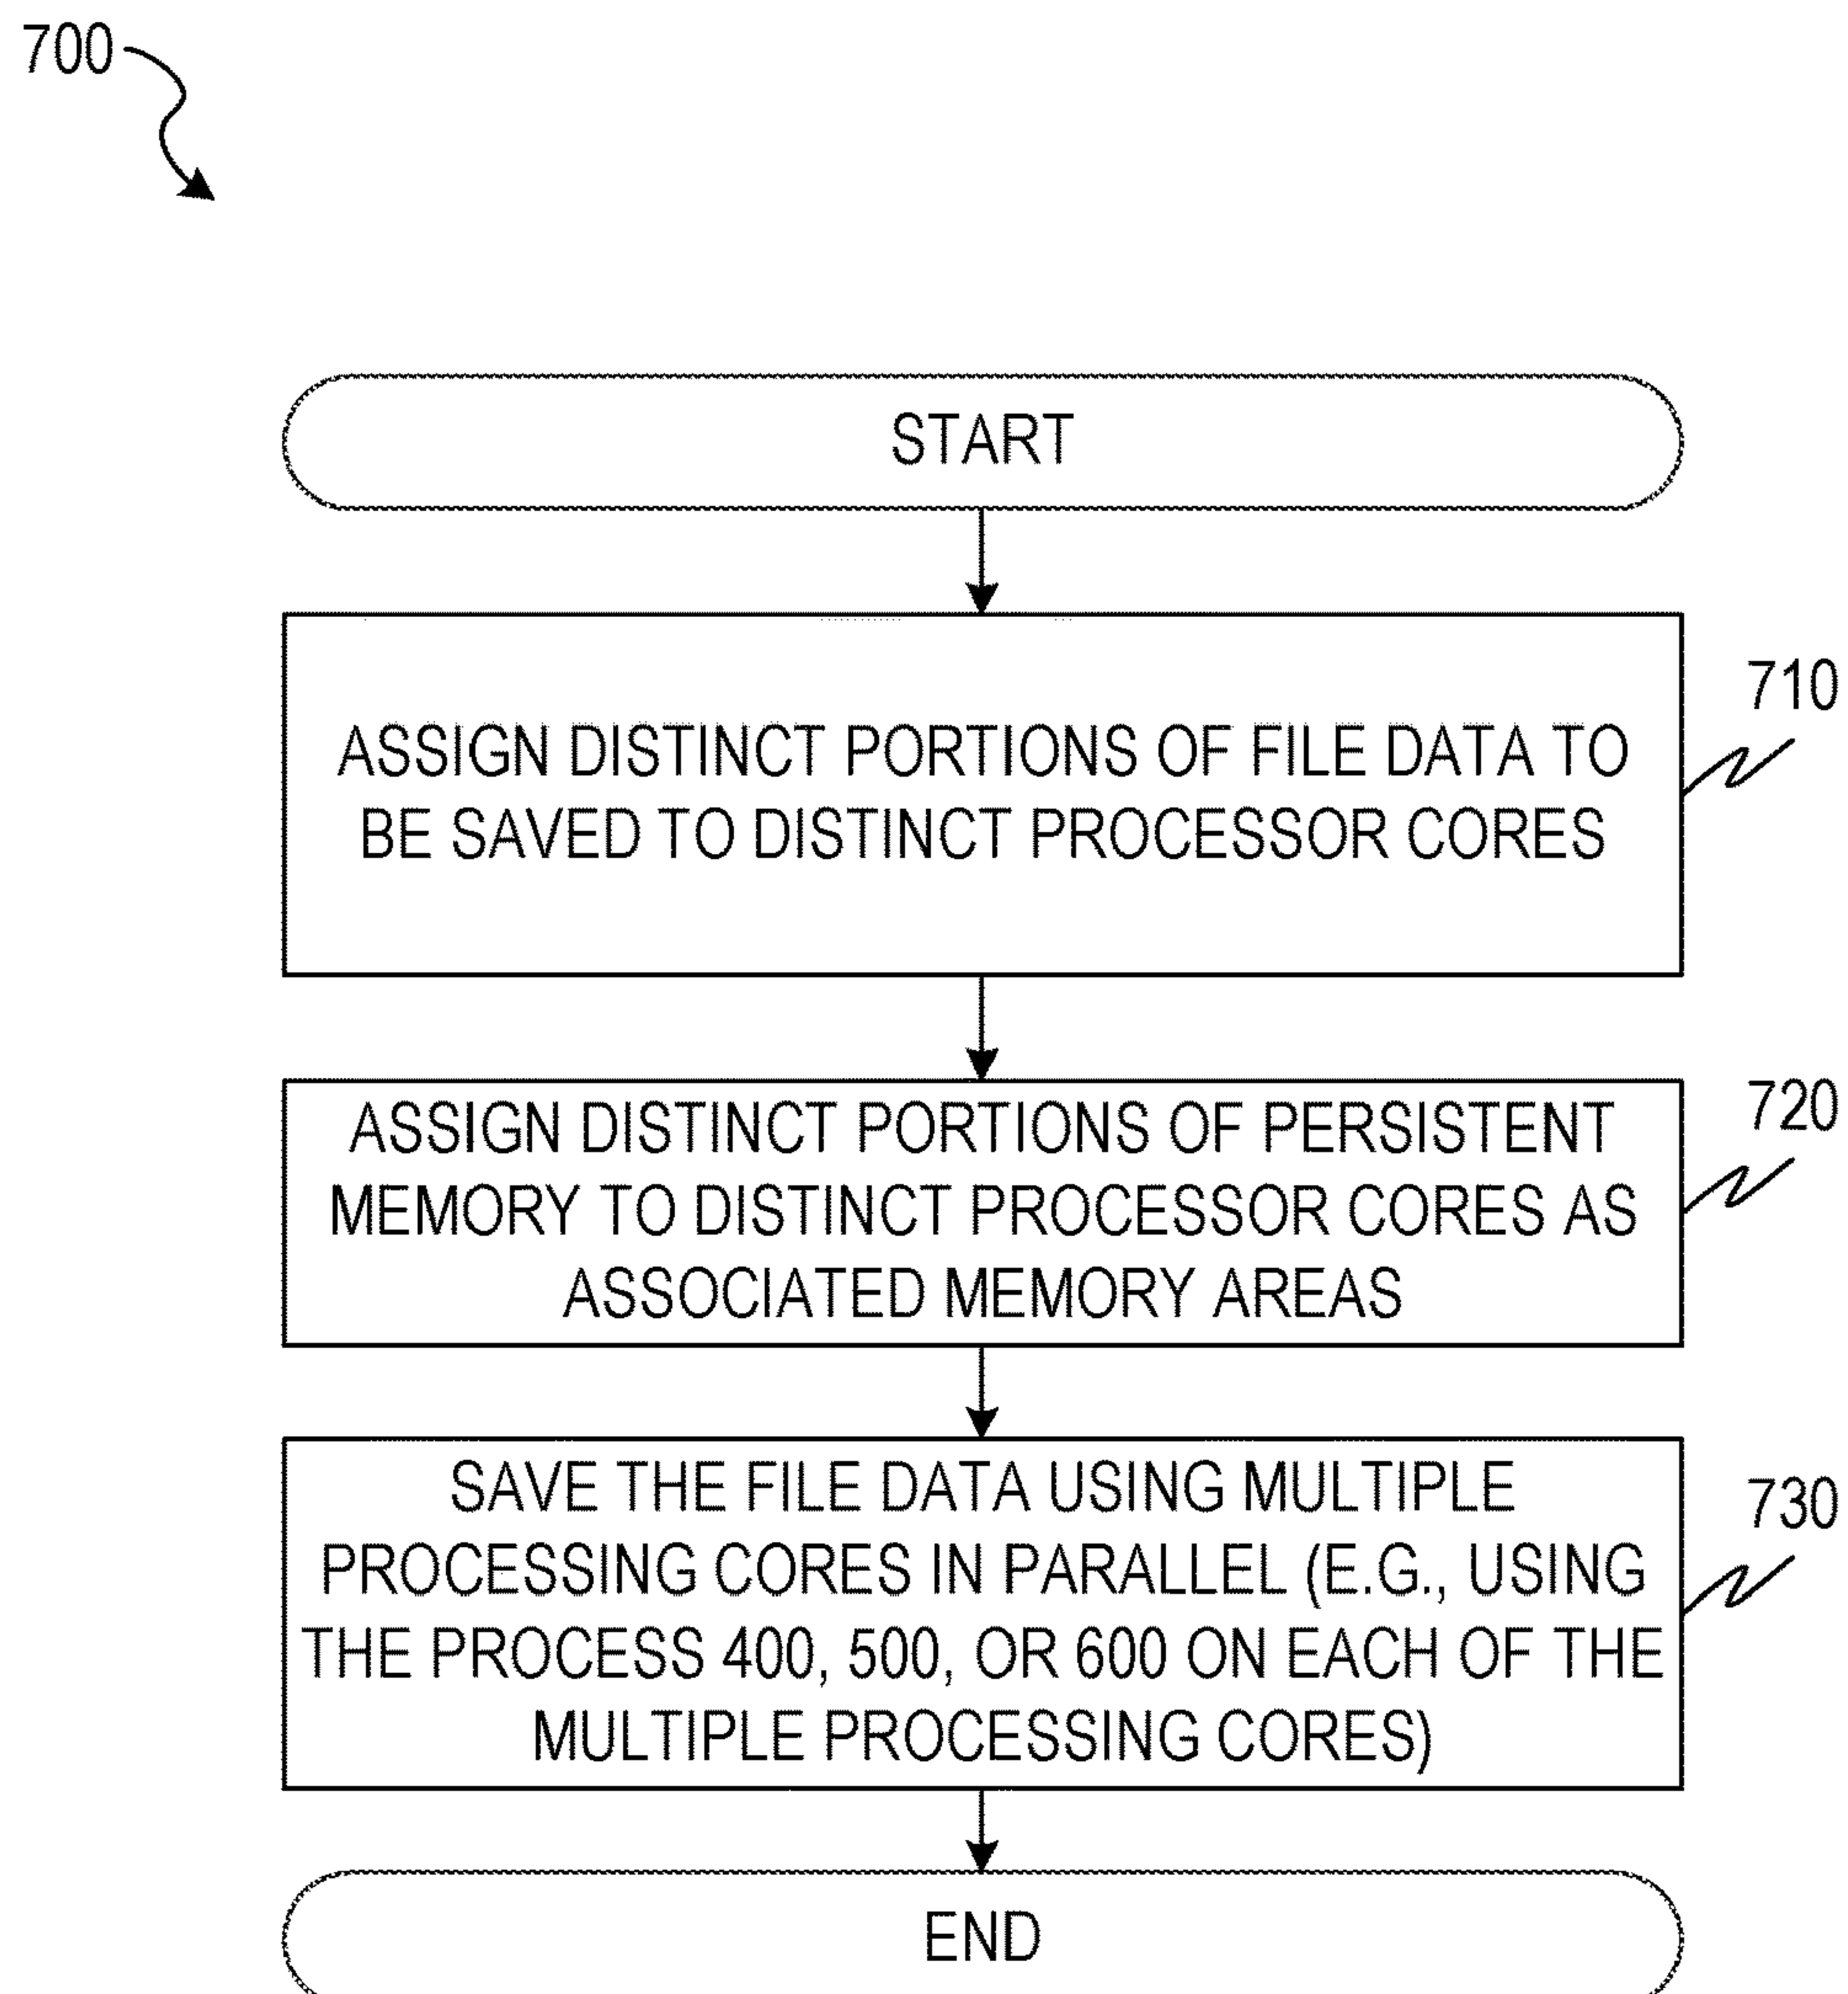 700
START
710
ASSIGN DISTINCT PORTIONS OF FILE DATA TO
BE SAVED TO DISTINCT PROCESSOR CORES
720
ASSIGN DISTINCT PORTIONS OF PERSISTENT
MEMORY TO DISTINCT PROCESSOR CORES AS
ASSOCIATED MEMORY AREAS
730
SAVE THE FILE DATA USING MULTIPLE
PROCESSING CORES IN PARALLEL (E.G., USING
THE PROCESS 400, 500, OR 600 ON EACH OF THE
MULTIPLE PROCESSING CORES)
END